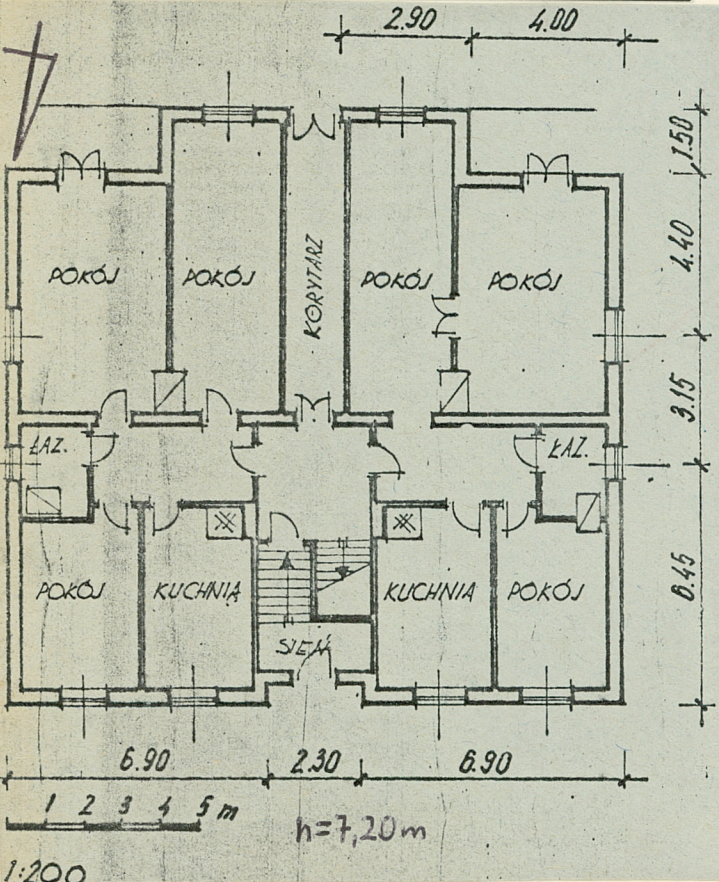 2.90 4.00
1.50
4.40
3.15
6.45
POKÓJ POKÓJ KORYTARZ POKÓJ POKÓJ
ŁAZ. ŁAZ.
POKÓJ KUCHNIA KUCHNIA POKÓJ
SIEŃ
6.90 2.30 6.90
1 2 3 4 5 m
h=7,20m
1:200